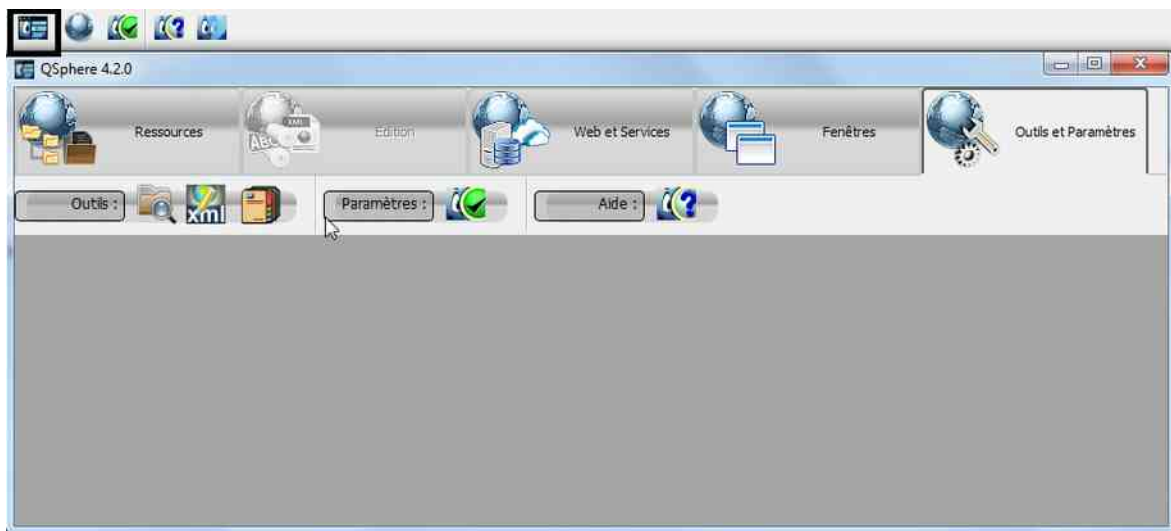 QSphere 4.2.0
Ressources
Edition
Web et Services
Fenêtres
Outils et Paramètres
Outils :
xml
Paramètres :
Aide :